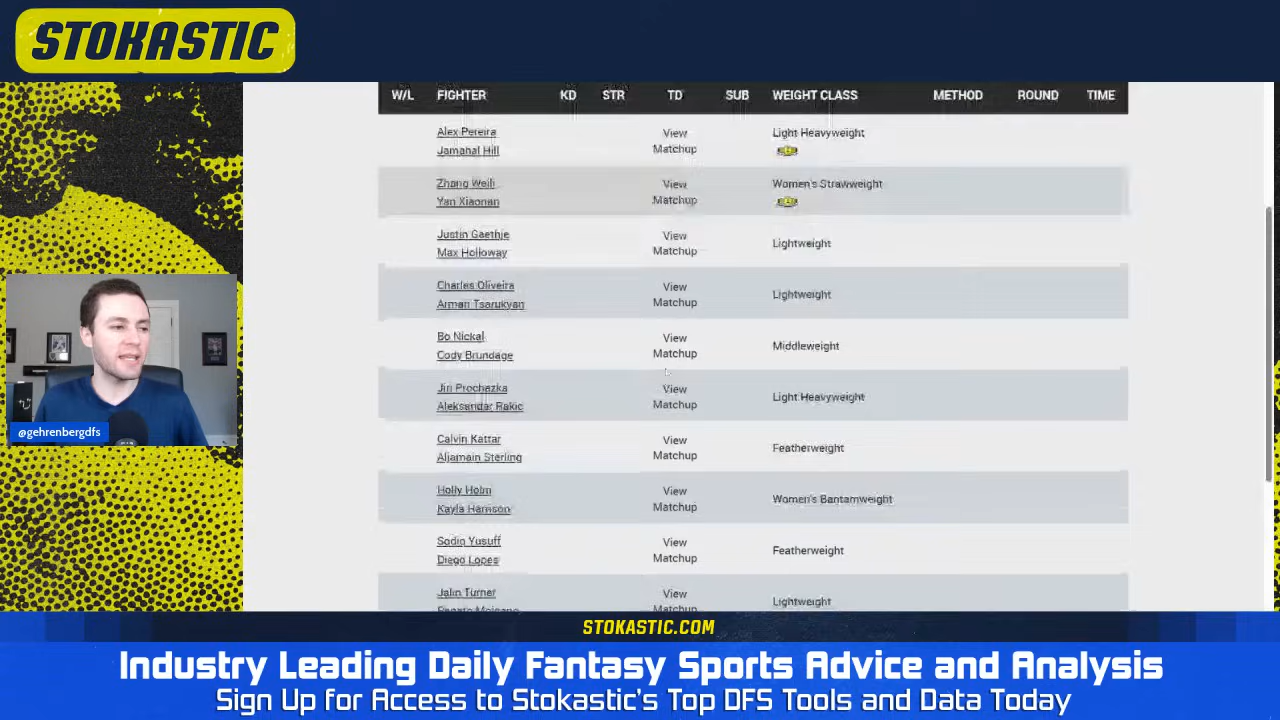 STOKASTIC
W/L FIGHTER KD STR TD SUB WEIGHT CLASS METHOD ROUND TIME
Alex Pereira
Jamahal Hill
View
Matchup
Light Heavyweight
Zhang Weili
Yan Xiaonan
View
Matchup
Women's Strawweight
Justin Gaethje
Max Holloway
View
Matchup
Lightweight
Charles Oliveira
Arman Tsarukyan
View
Matchup
Lightweight
Bo Nickal
Cody Brundage
View
Matchup
Middleweight
Jiri Prochazka
Aleksandar Rakic
View
Matchup
Light Heavyweight
Calvin Kattar
Aljamain Sterling
View
Matchup
Featherweight
Holly Holm
Kayla Harrison
View
Matchup
Women's Bantamweight
Sodiq Yusuff
Diego Lopes
View
Matchup
Featherweight
Jalin Turner
Renato Moicano
View
Matchup
Lightweight
@gehrenbergdfs
STOKASTIC.COM
Industry Leading Daily Fantasy Sports Advice and Analysis
Sign Up for Access to Stokastic's Top DFS Tools and Data Today